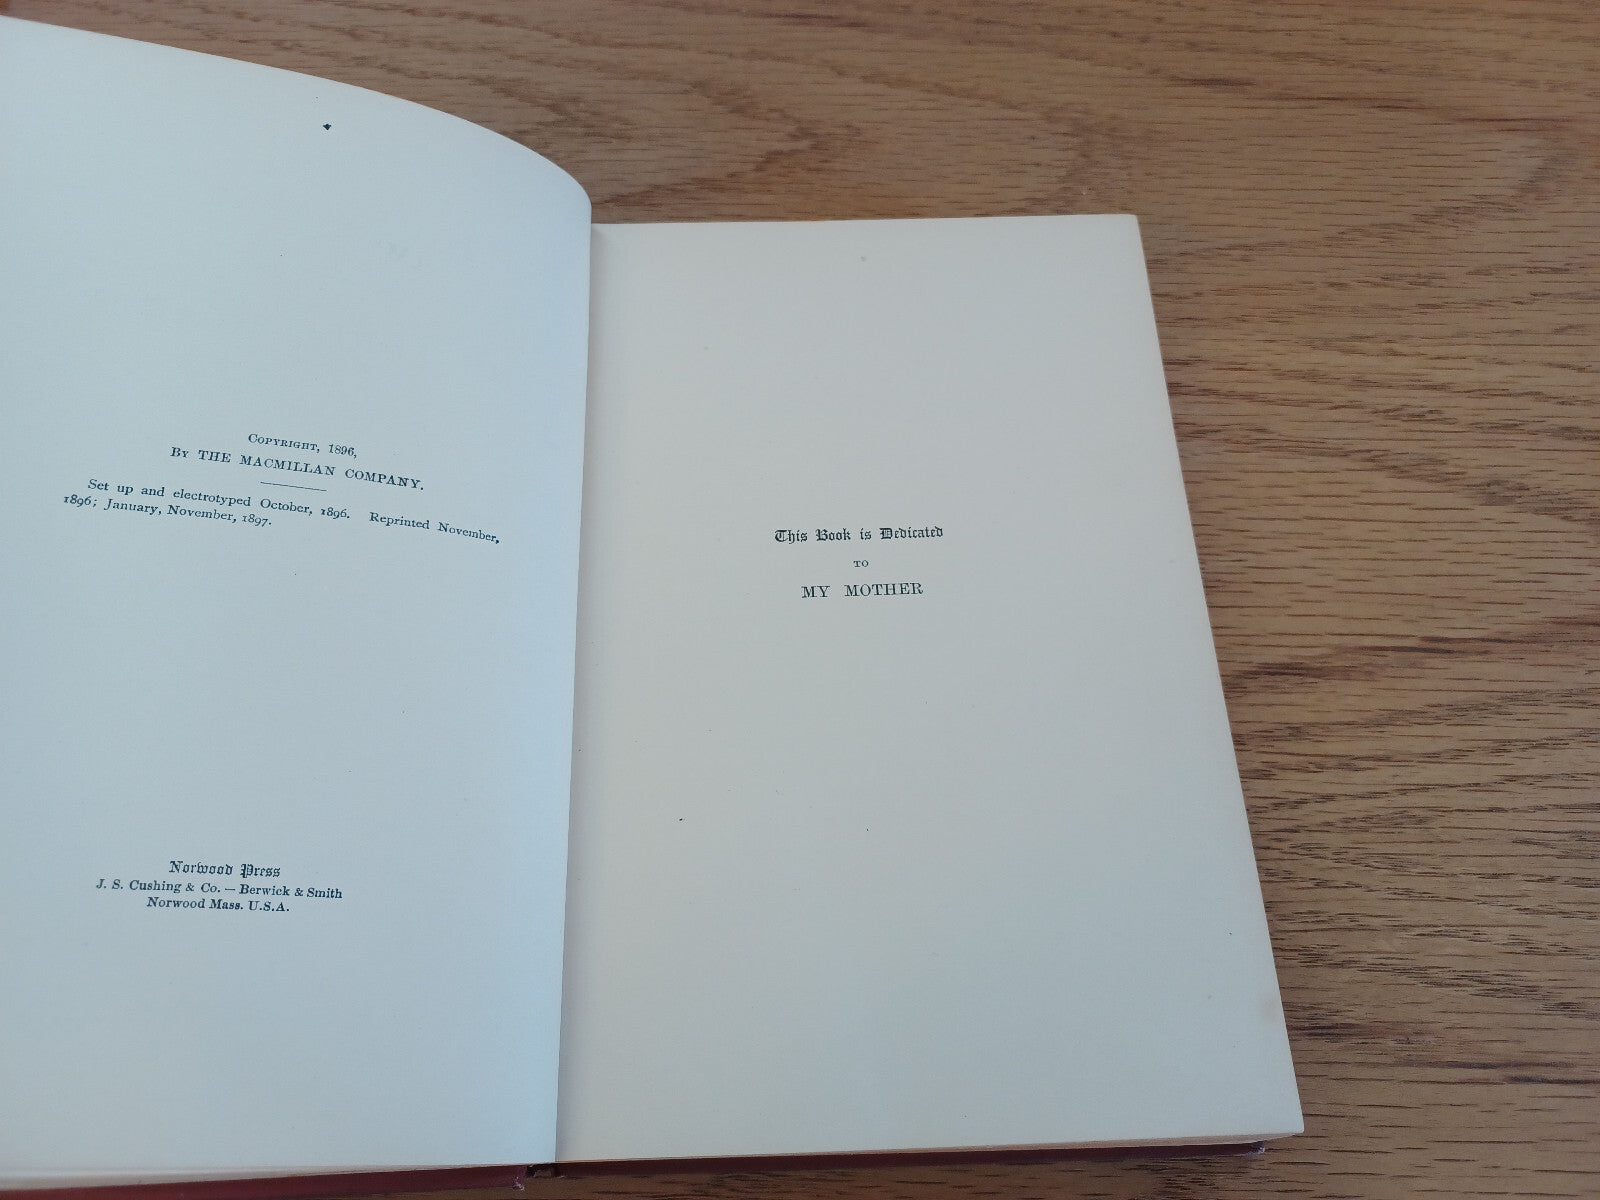 Copyright, 1896,
By THE MACMILLAN COMPANY.
Set up and electrotyped October, 1896. Reprinted November,
1896; January, November, 1897.
Norwood Press
J. S. Cushing & Co. — Berwick & Smith
Norwood Mass. U.S.A.
This Book is Dedicated
TO
MY MOTHER